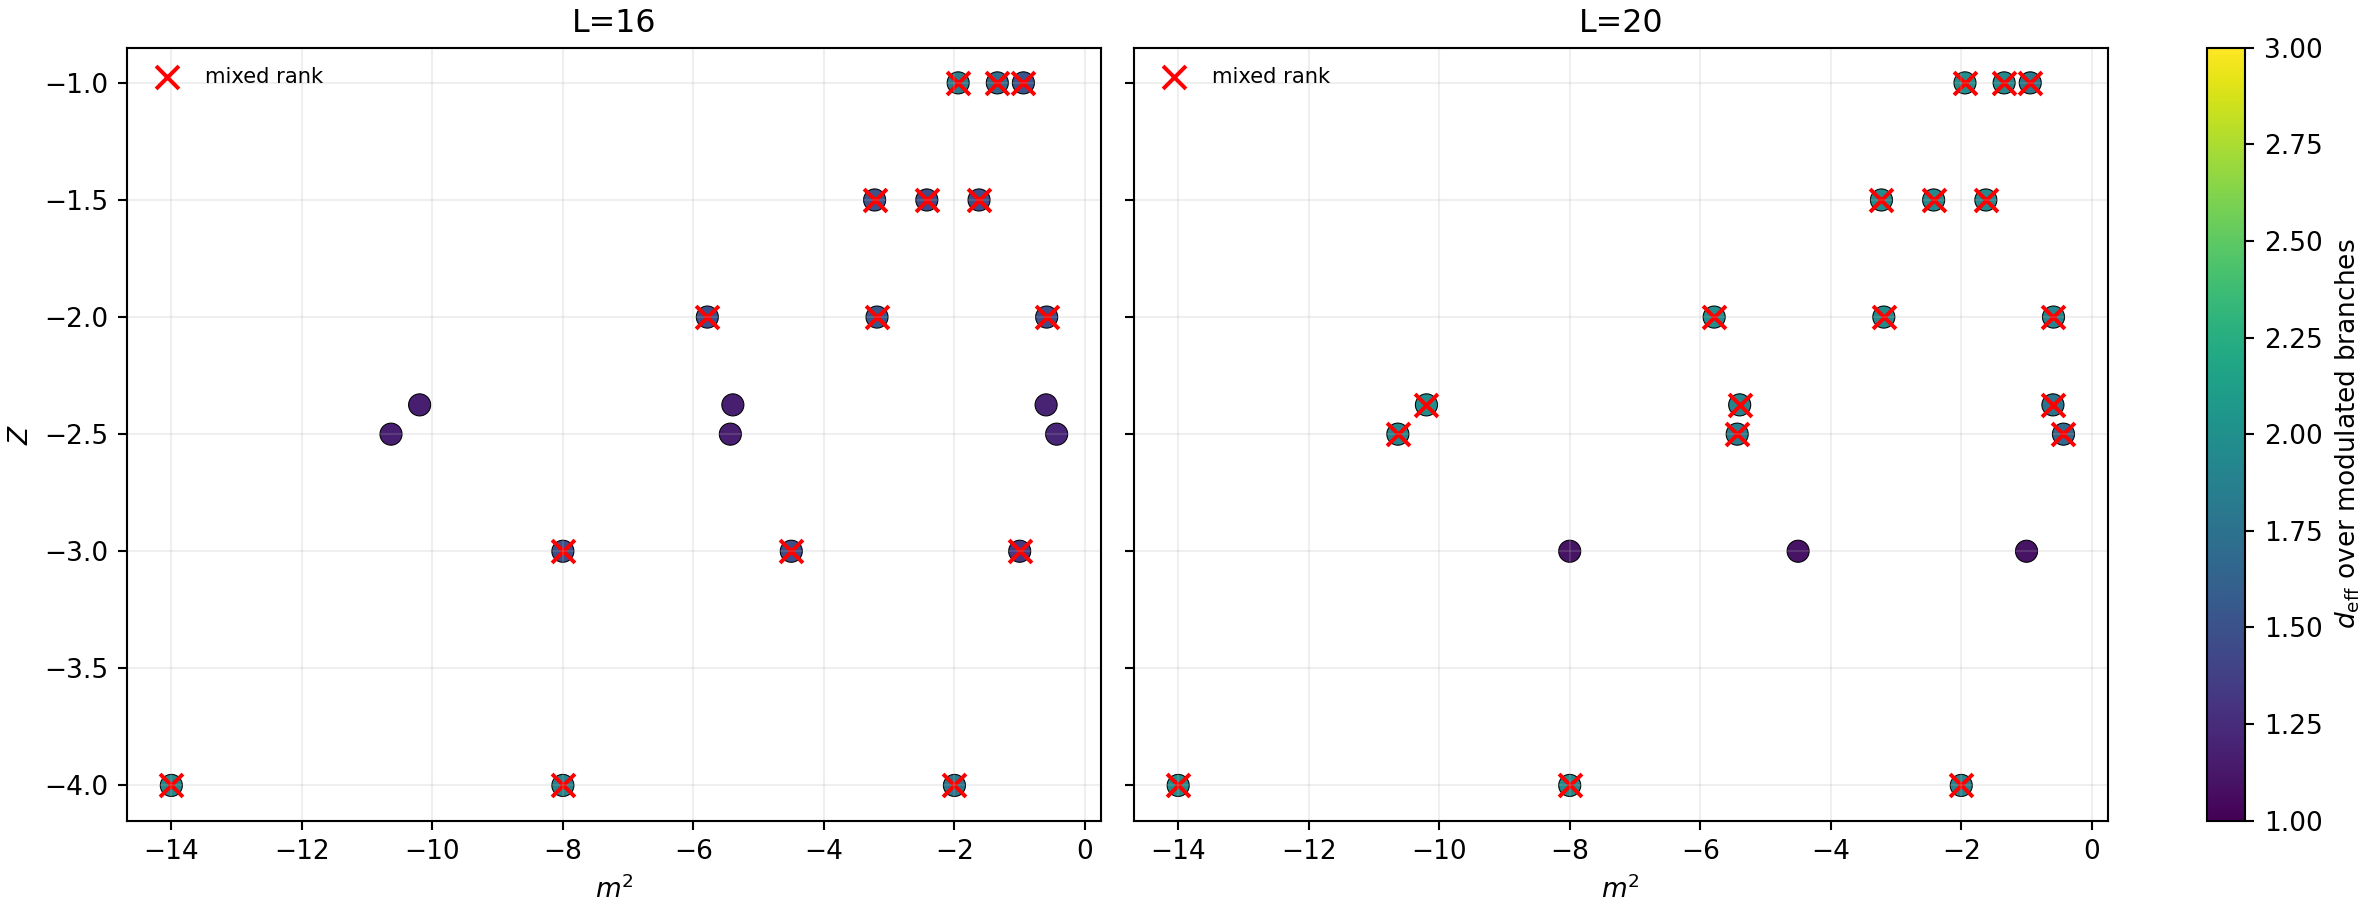 L=16
L=20
mixed rank
mixed rank
−1.0
−1.5
−2.0
−2.5
−3.0
−3.5
−4.0
Z
−14 −12 −10 −8 −6 −4 −2 0
−14 −12 −10 −8 −6 −4 −2 0
m²
m²
3.00
2.75
2.50
2.25
2.00
1.75
1.50
1.25
1.00
d_eff over modulated branches